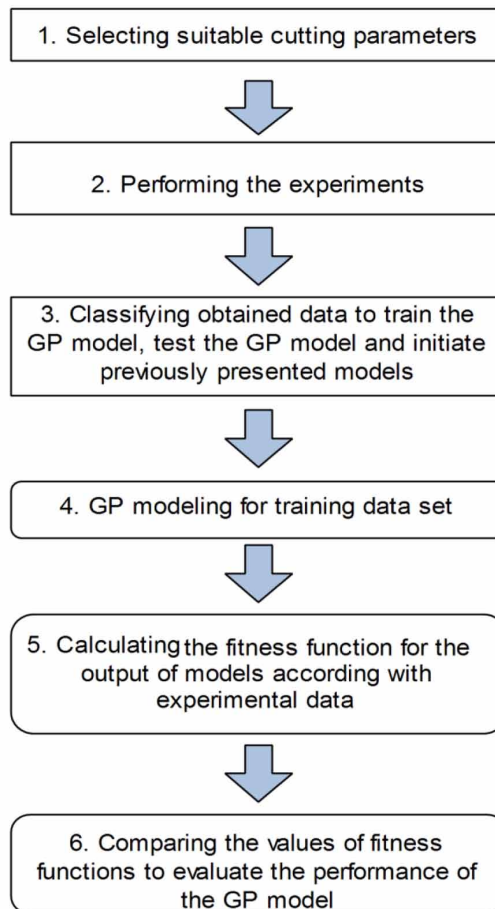 1. Selecting suitable cutting parameters
2. Performing the experiments
3. Classifying obtained data to train the
GP model, test the GP model and initiate
previously presented models
4. GP modeling for training data set
5. Calculating the fitness function for the
output of models according with
experimental data
6. Comparing the values of fitness
functions to evaluate the performance of
the GP model